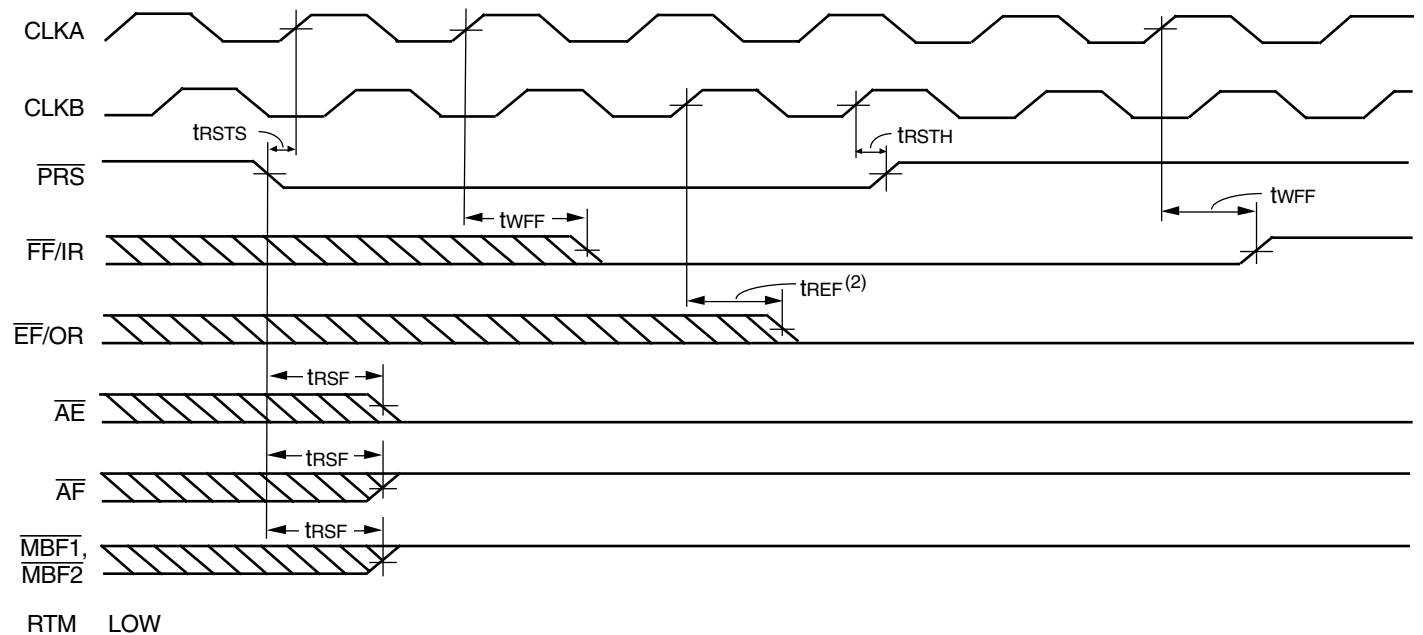 CLKA
CLKB
tRSTS
tRSTH
PRS
tWFF
tWFF
FF/IR
tREF(2)
EF/OR
tRSF
AE
tRSF
AF
tRSF
MBF1,
MBF2
RTM LOW